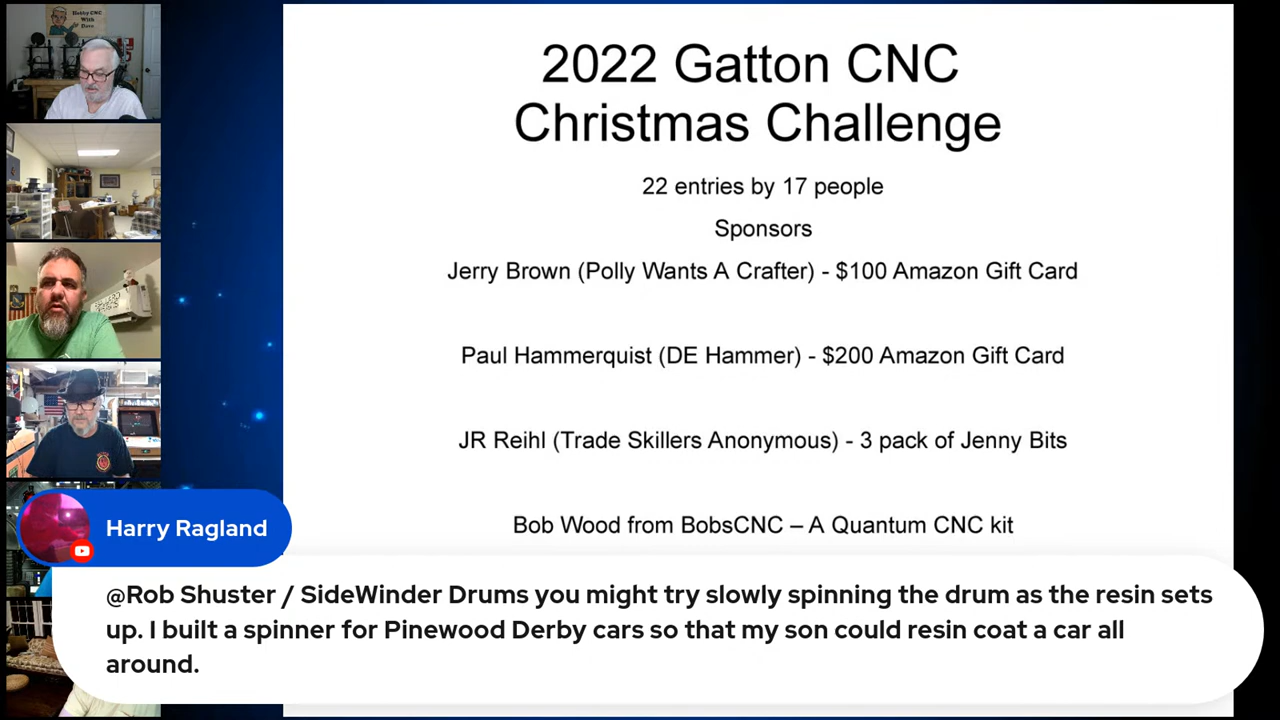 Hobby CNC
With
Dave
2022 Gatton CNC
Christmas Challenge
22 entries by 17 people
Sponsors
Jerry Brown (Polly Wants A Crafter) - $100 Amazon Gift Card
Paul Hammerquist (DE Hammer) - $200 Amazon Gift Card
JR Reihl (Trade Skillers Anonymous) - 3 pack of Jenny Bits
Bob Wood from BobsCNC – A Quantum CNC kit
Harry Ragland
@Rob Shuster / SideWinder Drums you might try slowly spinning the drum as the resin sets
up. I built a spinner for Pinewood Derby cars so that my son could resin coat a car all
around.